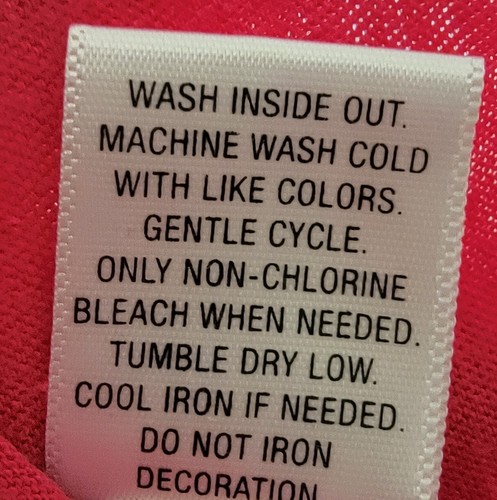 WASH INSIDE OUT.
MACHINE WASH COLD
WITH LIKE COLORS.
GENTLE CYCLE.
ONLY NON-CHLORINE
BLEACH WHEN NEEDED.
TUMBLE DRY LOW.
COOL IRON IF NEEDED.
DO NOT IRON
DECORATION